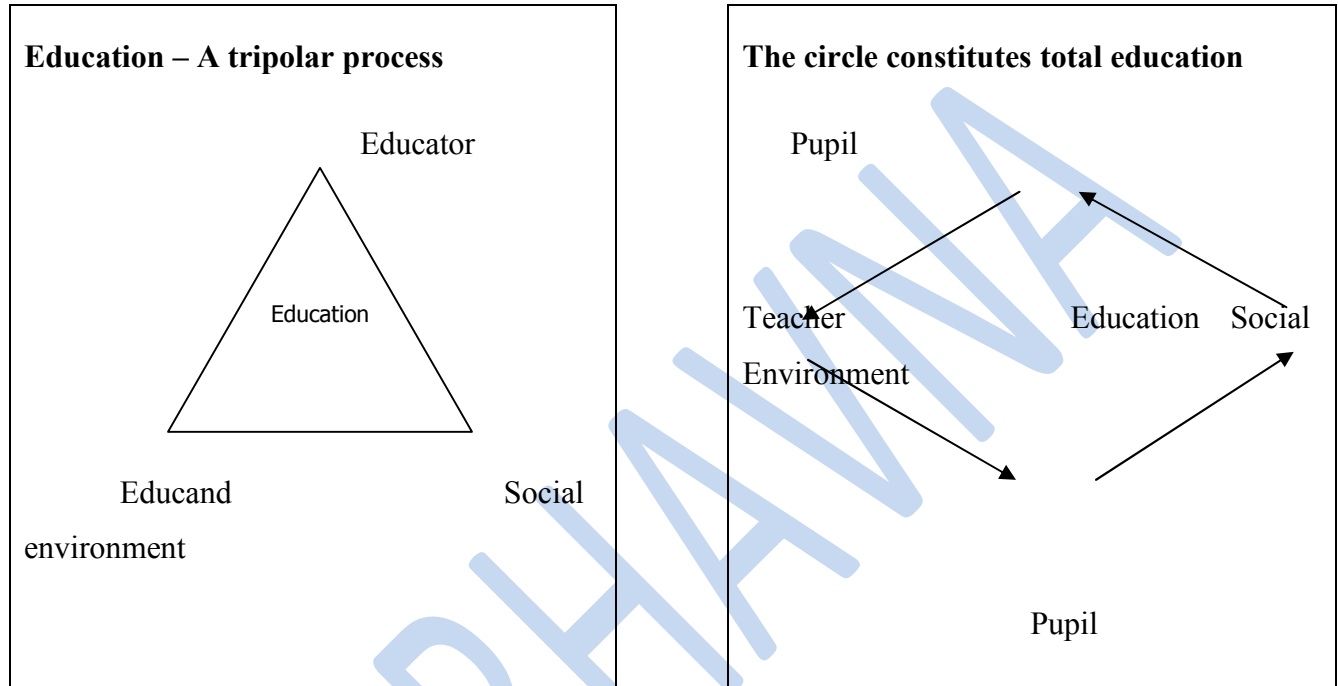 Education – A tripolar process
Educator
Education
Educand Social
environment
The circle constitutes total education
Pupil
Teacher Education Social
Environment
Pupil